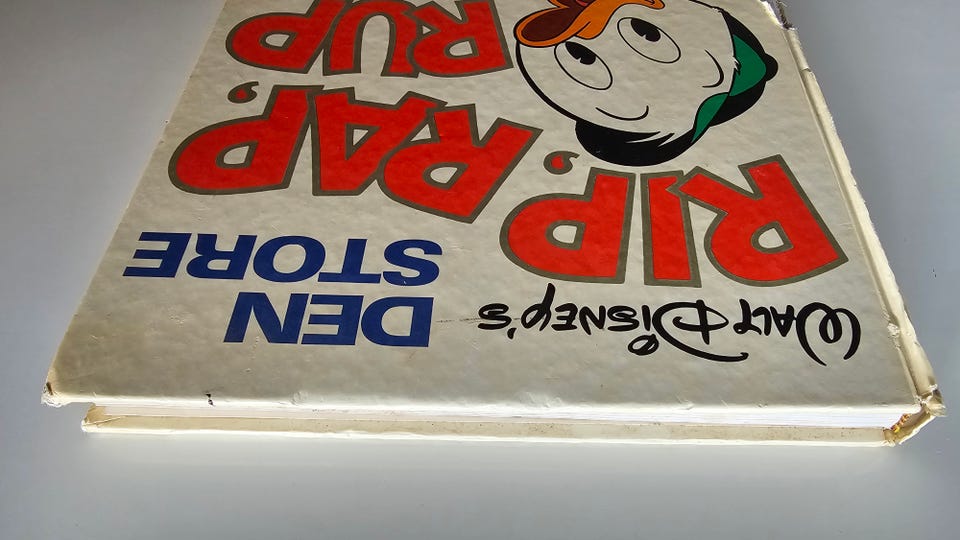 WALT DISNEY'S
DEN
STORE
RIP,
RAP,
RUP